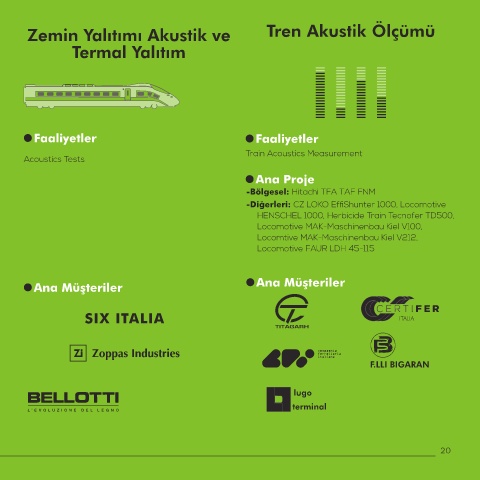 Zemin Yalıtımı Akustik ve
Termal Yalıtım
Faaliyetler
Acoustics Tests
Ana Müşteriler
SIX ITALIA
Zi Zoppas Industries
BELLOTTI
L'EVOLUZIONE DEL LEGNO
Tren Akustik Ölçümü
Faaliyetler
Train Acoustics Measurement
Ana Proje
-Bölgesel: Hitachi TFA TAF FNM
-Diğerleri: CZ LOKO EffiShunter 1000, Locomotive
HENSCHEL 1000, Herbicide Train Tecnofer TD500,
Locomotive MAK-Maschinenbau Kiel V100,
Locomtive MAK-Maschinenbau Kiel V212,
Locomotive FAUR LDH 45-115
Ana Müşteriler
TITAGARH
CERTIFER
ITALIA
F.LLI BIGARAN
lugo
terminal
20